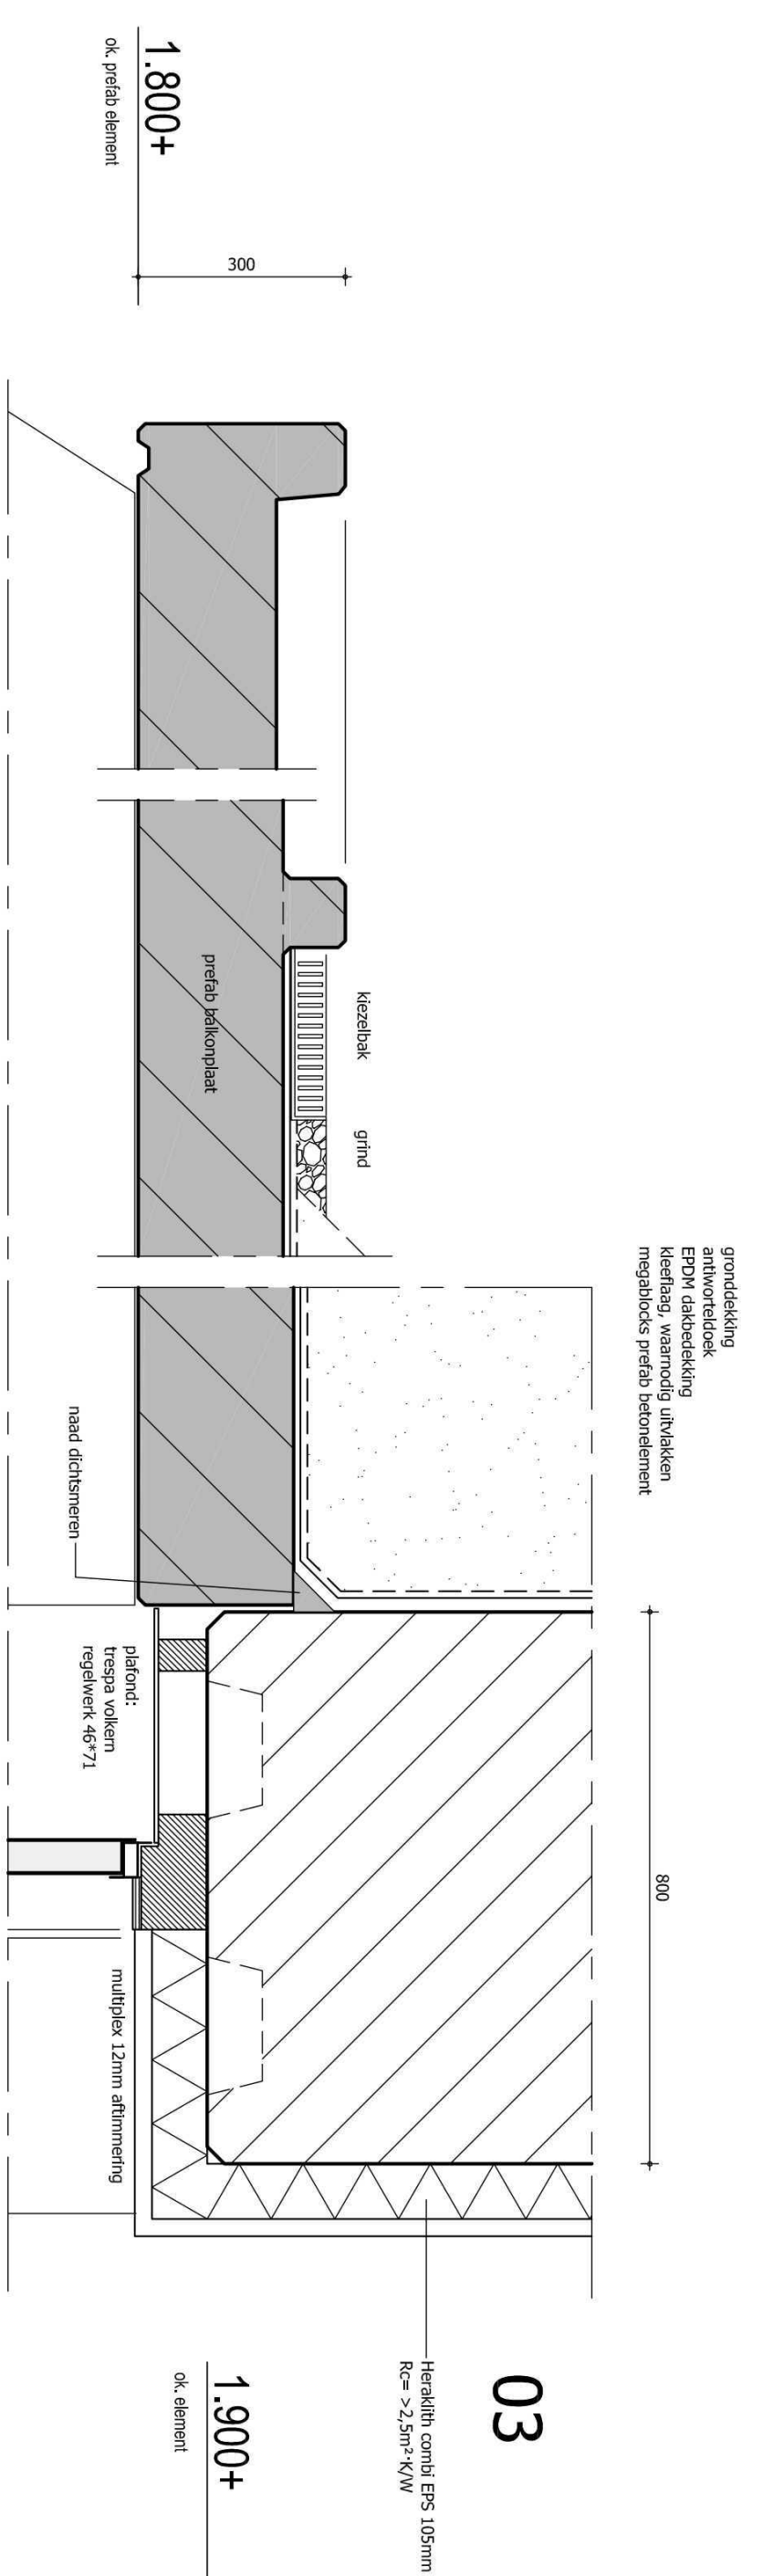 1.800+
ok. prefab element
300
prefab balkonplaat
kiezelbak
grind
gronddekking
antiworteldoek
EPDM dakbedekking
kleeflaag, waarnodig uitvlakken
megablocks prefab betonelement
naad dichtsmeren
plafond:
trespa volkern
regelwerk 46*71
800
multiplex 12mm aftimmering
03
Heraklith combi EPS 105mm
Rc= >2,5m²·K/W
1.900+
ok. element